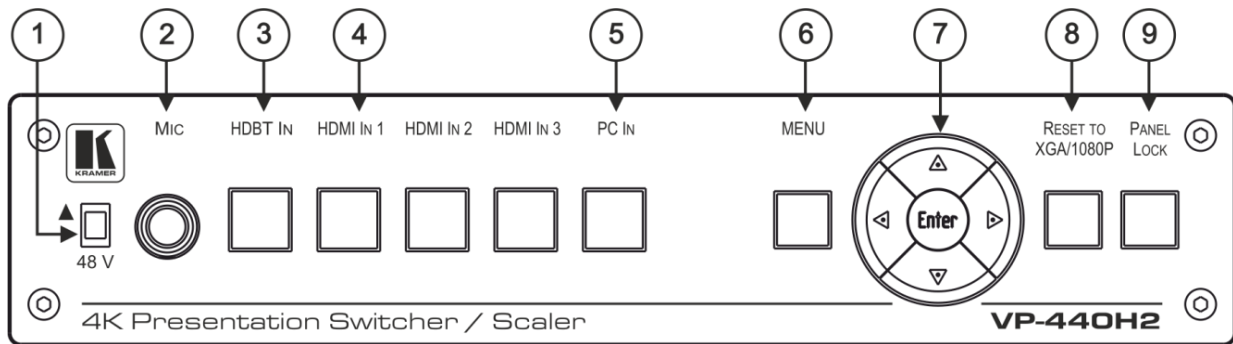 1 2 3 4 5 6 7 8 9
MIC HDBT IN HDMI IN 1 HDMI IN 2 HDMI IN 3 PC IN MENU RESET TO XGA/1080P PANEL LOCK
K
KRAMER
Enter
48 V
4K Presentation Switcher / Scaler VP-440H2